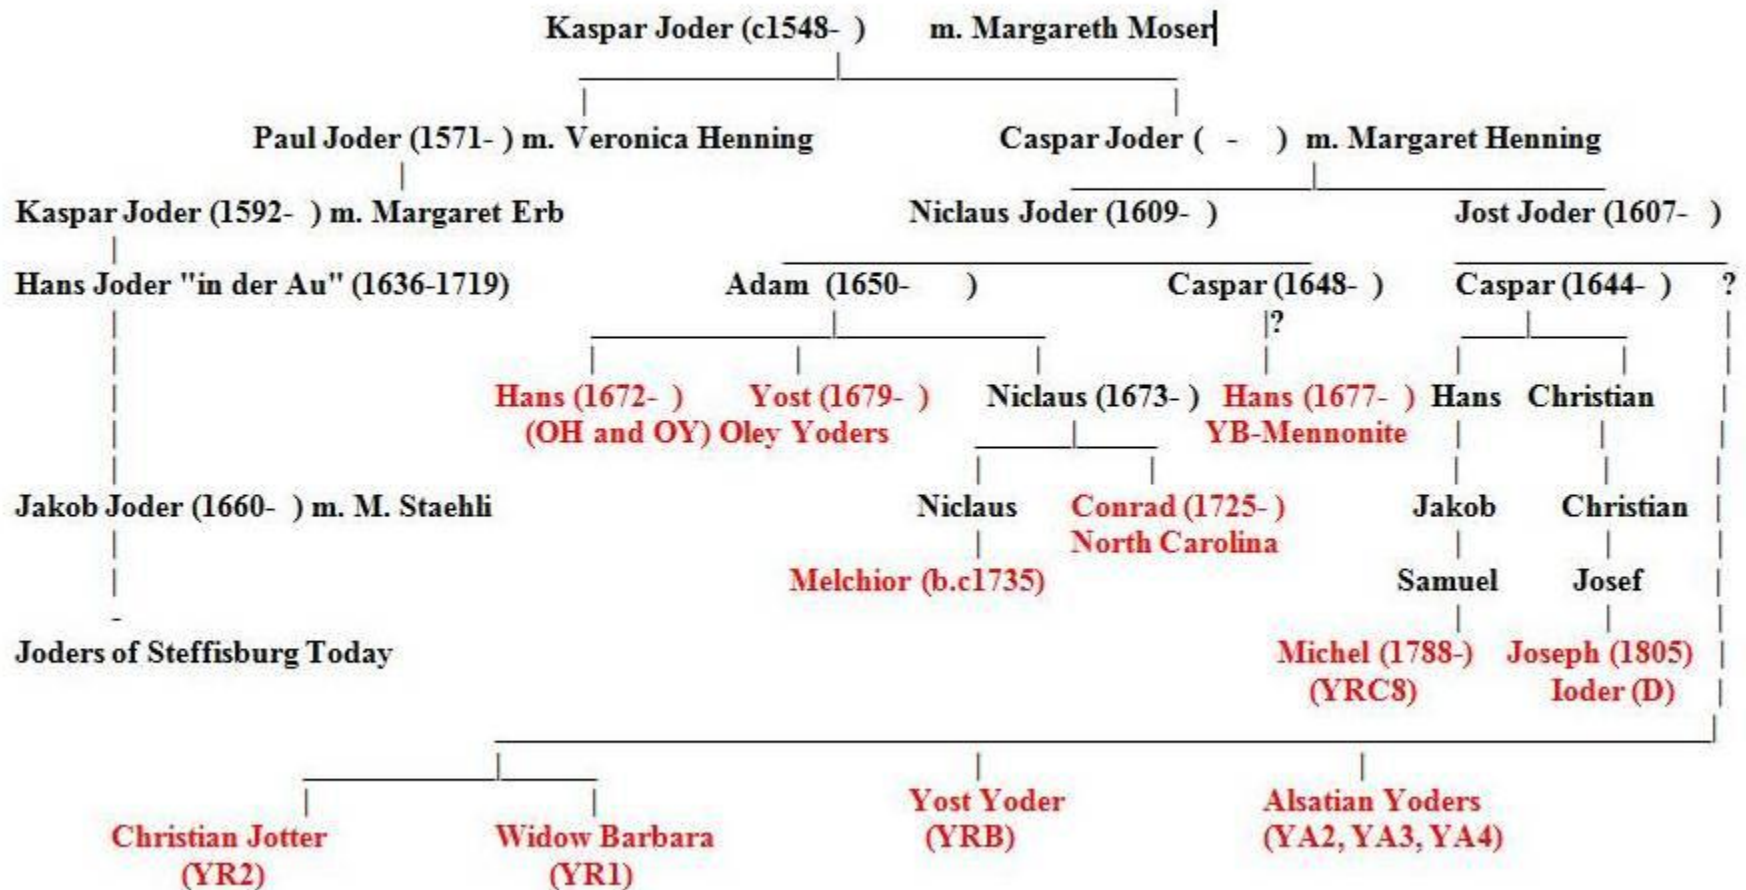 Kaspar Joder (c1548- ) m. Margareth Moser
Paul Joder (1571- ) m. Veronica Henning Caspar Joder ( - ) m. Margaret Henning
Kaspar Joder (1592- ) m. Margaret Erb Niclaus Joder (1609- ) Jost Joder (1607- )
Hans Joder "in der Au" (1636-1719) Adam (1650- ) Caspar (1648- ) Caspar (1644- ) ?
?
Hans (1672- ) Yost (1679- ) Niclaus (1673- ) Hans (1677- ) Hans Christian
(OH and OY) Oley Yoders YB-Mennonite
Jakob Joder (1660- ) m. M. Staehli Niclaus Conrad (1725- ) Jakob Christian
North Carolina
Melchior (b.c1735) Samuel Josef
Joders of Steffisburg Today Michel (1788-) Joseph (1805)
(YRC8) Ioder (D)
Yost Yoder Alsatian Yoders
Christian Jotter Widow Barbara (YRB) (YA2, YA3, YA4)
(YR2) (YR1)